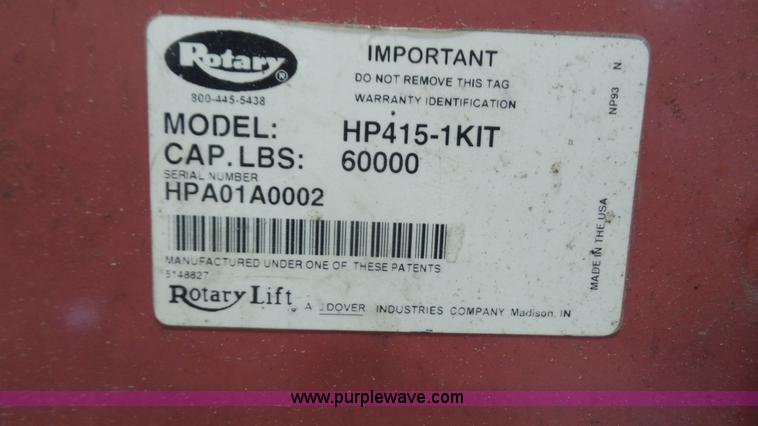 Rotary ®
800-445-5438
IMPORTANT
DO NOT REMOVE THIS TAG
WARRANTY IDENTIFICATION
MODEL: HP415-1KIT
CAP. LBS: 60000
SERIAL NUMBER
HPA01A0002
MANUFACTURED UNDER ONE OF THESE PATENTS
5148827
Rotary Lift A DOVER INDUSTRIES COMPANY Madison, IN
NP93 N
MADE IN THE USA
www.purplewave.com